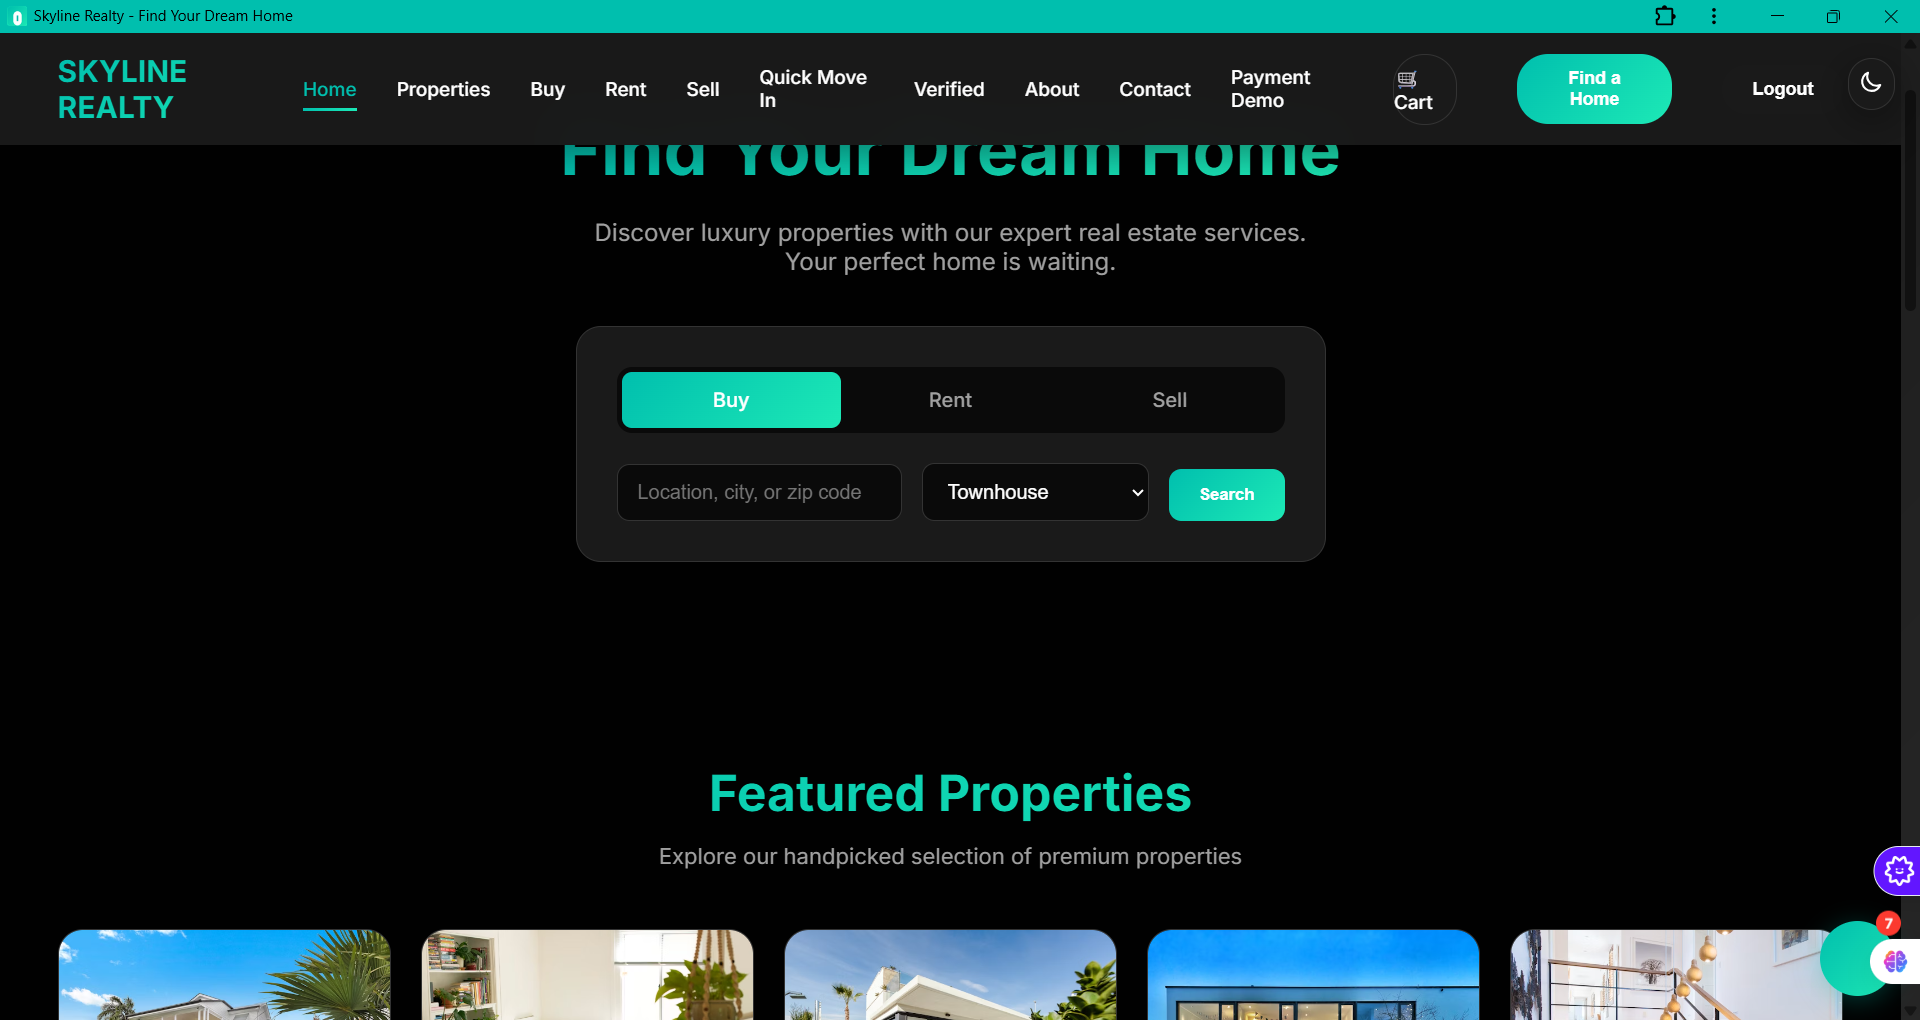 Skyline Realty - Find Your Dream Home
SKYLINE
REALTY
Home
Properties
Buy
Rent
Sell
Quick Move
In
Verified
About
Contact
Payment
Demo
Cart
Find a
Home
Logout
Find Your Dream Home
Discover luxury properties with our expert real estate services.
Your perfect home is waiting.
Buy
Rent
Sell
Location, city, or zip code
Townhouse
Search
Featured Properties
Explore our handpicked selection of premium properties
7